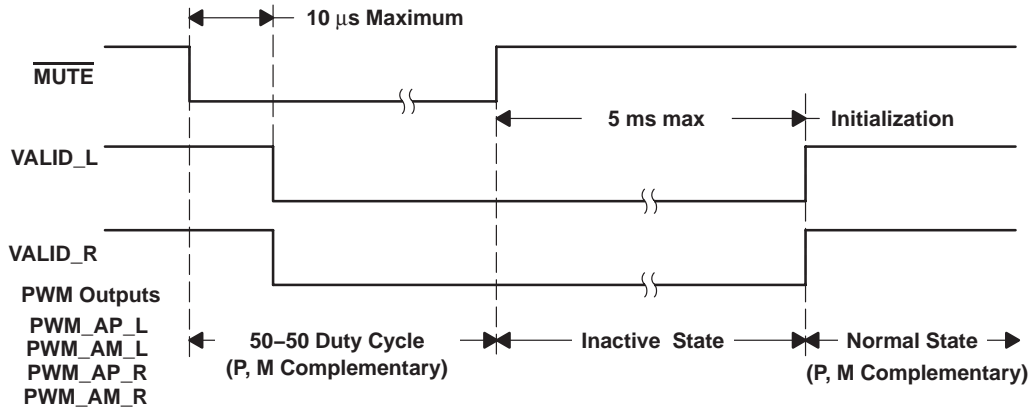 10 μs Maximum
M̅U̅T̅E̅
5 ms max
Initialization
VALID_L
VALID_R
PWM Outputs
PWM_AP_L
PWM_AM_L
PWM_AP_R
PWM_AM_R
50−50 Duty Cycle
(P, M Complementary)
Inactive State
Normal State
(P, M Complementary)